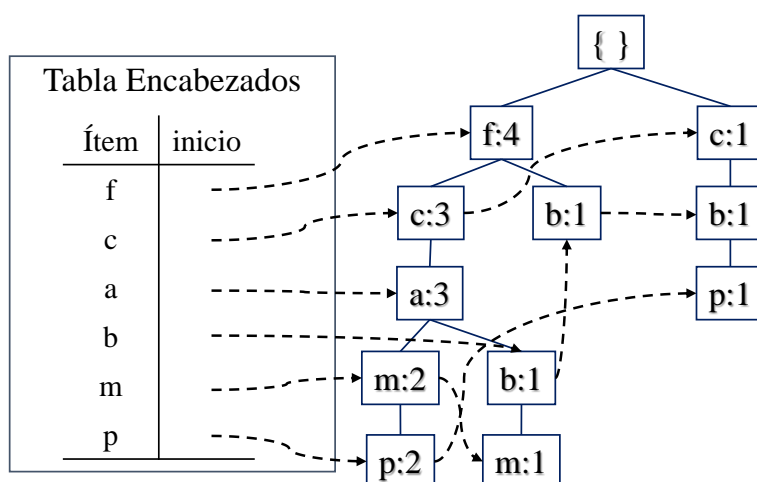 { }
Tabla Encabezados
Ítem inicio
f
c
a
b
m
p
f:4 c:1
c:3 b:1 b:1
a:3 p:1
m:2 b:1
p:2 m:1